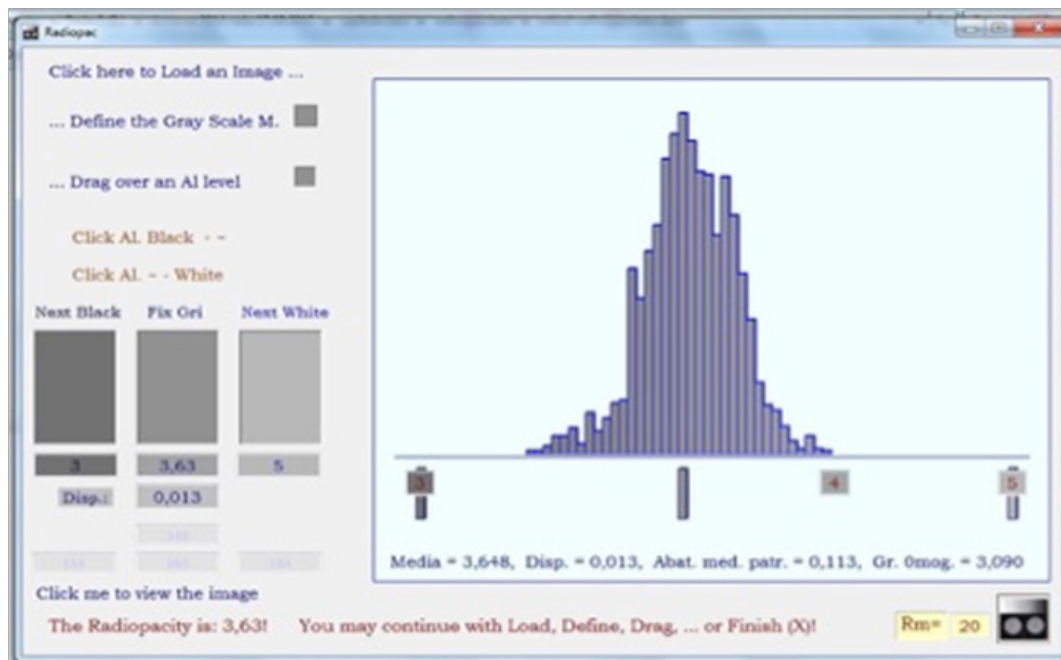 Radiopac
Click here to Load an Image ...
... Define the Gray Scale M.
... Drag over an Al level
Click Al. Black - -
Click Al. - - White
Next Black Fix Gri Next White
3 3,63 5
Disp.: 0,013
Click me to view the image
The Radiopacity is: 3,63! You may continue with Load, Define, Drag, ... or Finish (X)!
3 4 5
Media = 3,648, Disp. = 0,013, Abat. med. patr. = 0,113, Gr. 0mog. = 3,090
Rm= 20